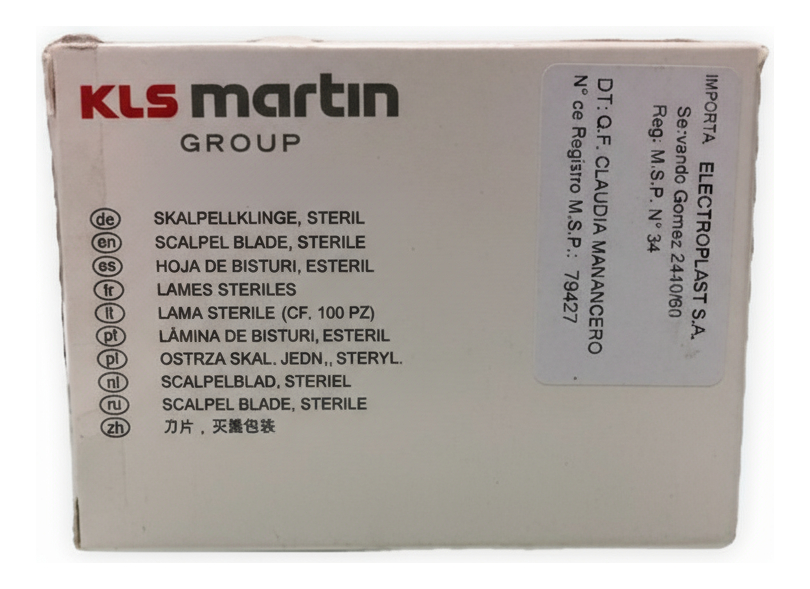 KLS martin
GROUP
de SKALPELLKLINGE, STERIL
en SCALPEL BLADE, STERILE
es HOJA DE BISTURI, ESTERIL
fr LAMES STERILES
it LAMA STERILE (CF. 100 PZ)
pt LÂMINA DE BISTURI, ESTERIL
pl OSTRZA SKAL. JEDN,, STERYL.
nl SCALPELBLAD, STERIEL
ru SCALPEL BLADE, STERILE
zh 刀片，灭菌包装
IMPORTA ELECTROPLAST S.A.
Servando Gomez 2440/60
Reg: M.S.P. N° 34
DT: Q.F. CLAUDIA MANANCERO
N° de Registro M.S.P.: 79427